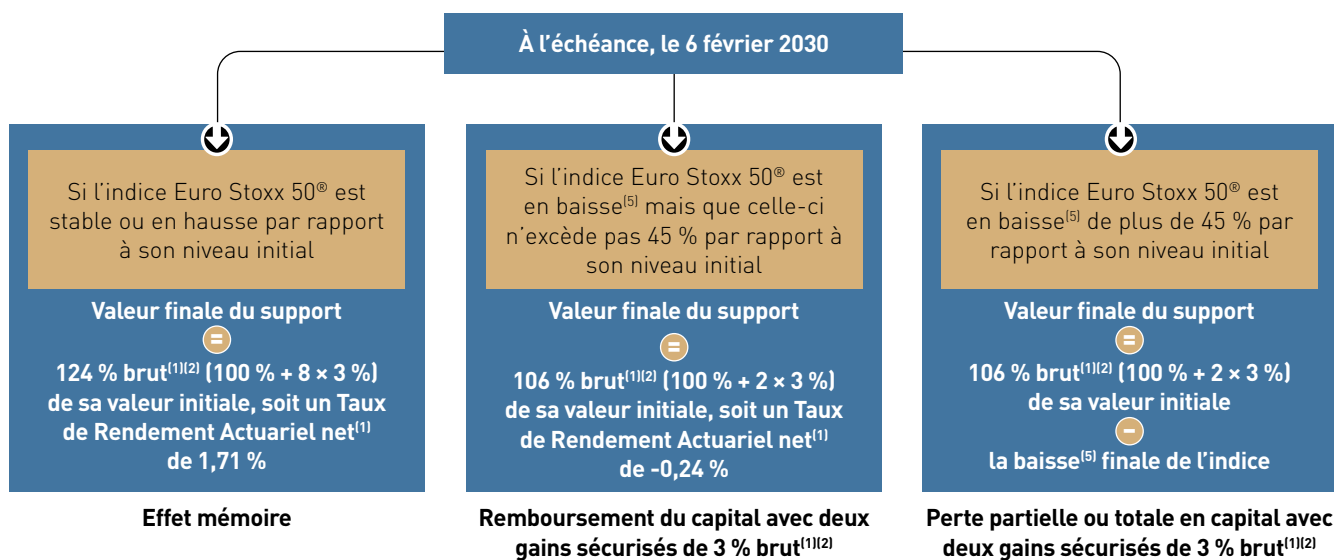 À l'échéance, le 6 février 2030
Si l'indice Euro Stoxx 50® est
stable ou en hausse par rapport
à son niveau initial
Valeur finale du support
=
124 % brut(1)(2) (100 % + 8 × 3 %)
de sa valeur initiale, soit un Taux
de Rendement Actuariel net(1)
de 1,71 %
Effet mémoire
Si l'indice Euro Stoxx 50® est
en baisse(5) mais que celle-ci
n'excède pas 45 % par rapport à
son niveau initial
Valeur finale du support
=
106 % brut(1)(2) (100 % + 2 × 3 %)
de sa valeur initiale, soit un Taux
de Rendement Actuariel net(1)
de -0,24 %
Remboursement du capital avec deux
gains sécurisés de 3 % brut(1)(2)
Si l'indice Euro Stoxx 50® est
en baisse(5) de plus de 45 % par
rapport à son niveau initial
Valeur finale du support
=
106 % brut(1)(2) (100 % + 2 × 3 %)
de sa valeur initiale
-
la baisse(5) finale de l'indice
Perte partielle ou totale en capital avec
deux gains sécurisés de 3 % brut(1)(2)